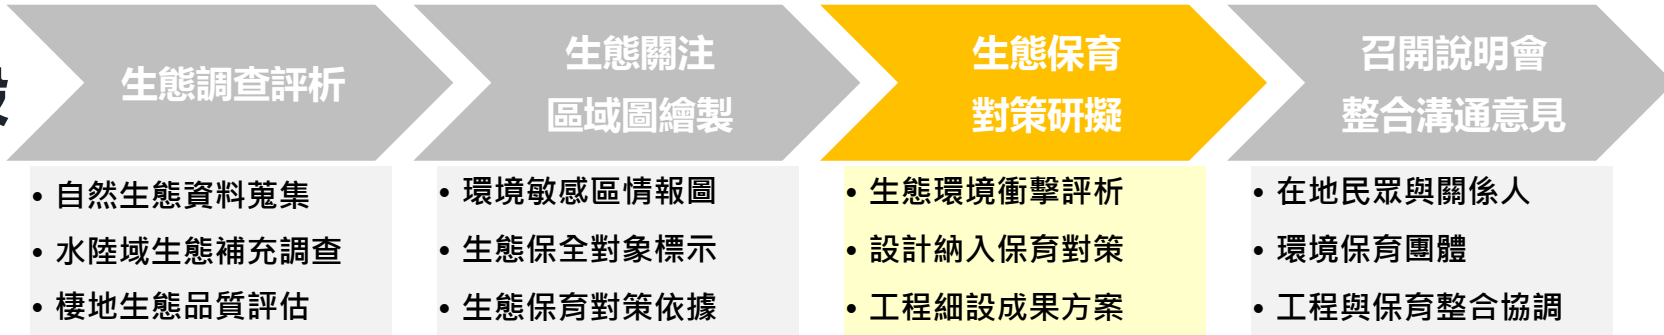 生態調查評析
生態關注
區域圖繪製
生態保育
對策研擬
召開說明會
整合溝通意見
• 自然生態資料蒐集
• 水陸域生態補充調查
• 棲地生態品質評估
• 環境敏感區情報圖
• 生態保全對象標示
• 生態保育對策依據
• 生態環境衝擊評析
• 設計納入保育對策
• 工程細設成果方案
• 在地民眾與關係人
• 環境保育團體
• 工程與保育整合協調